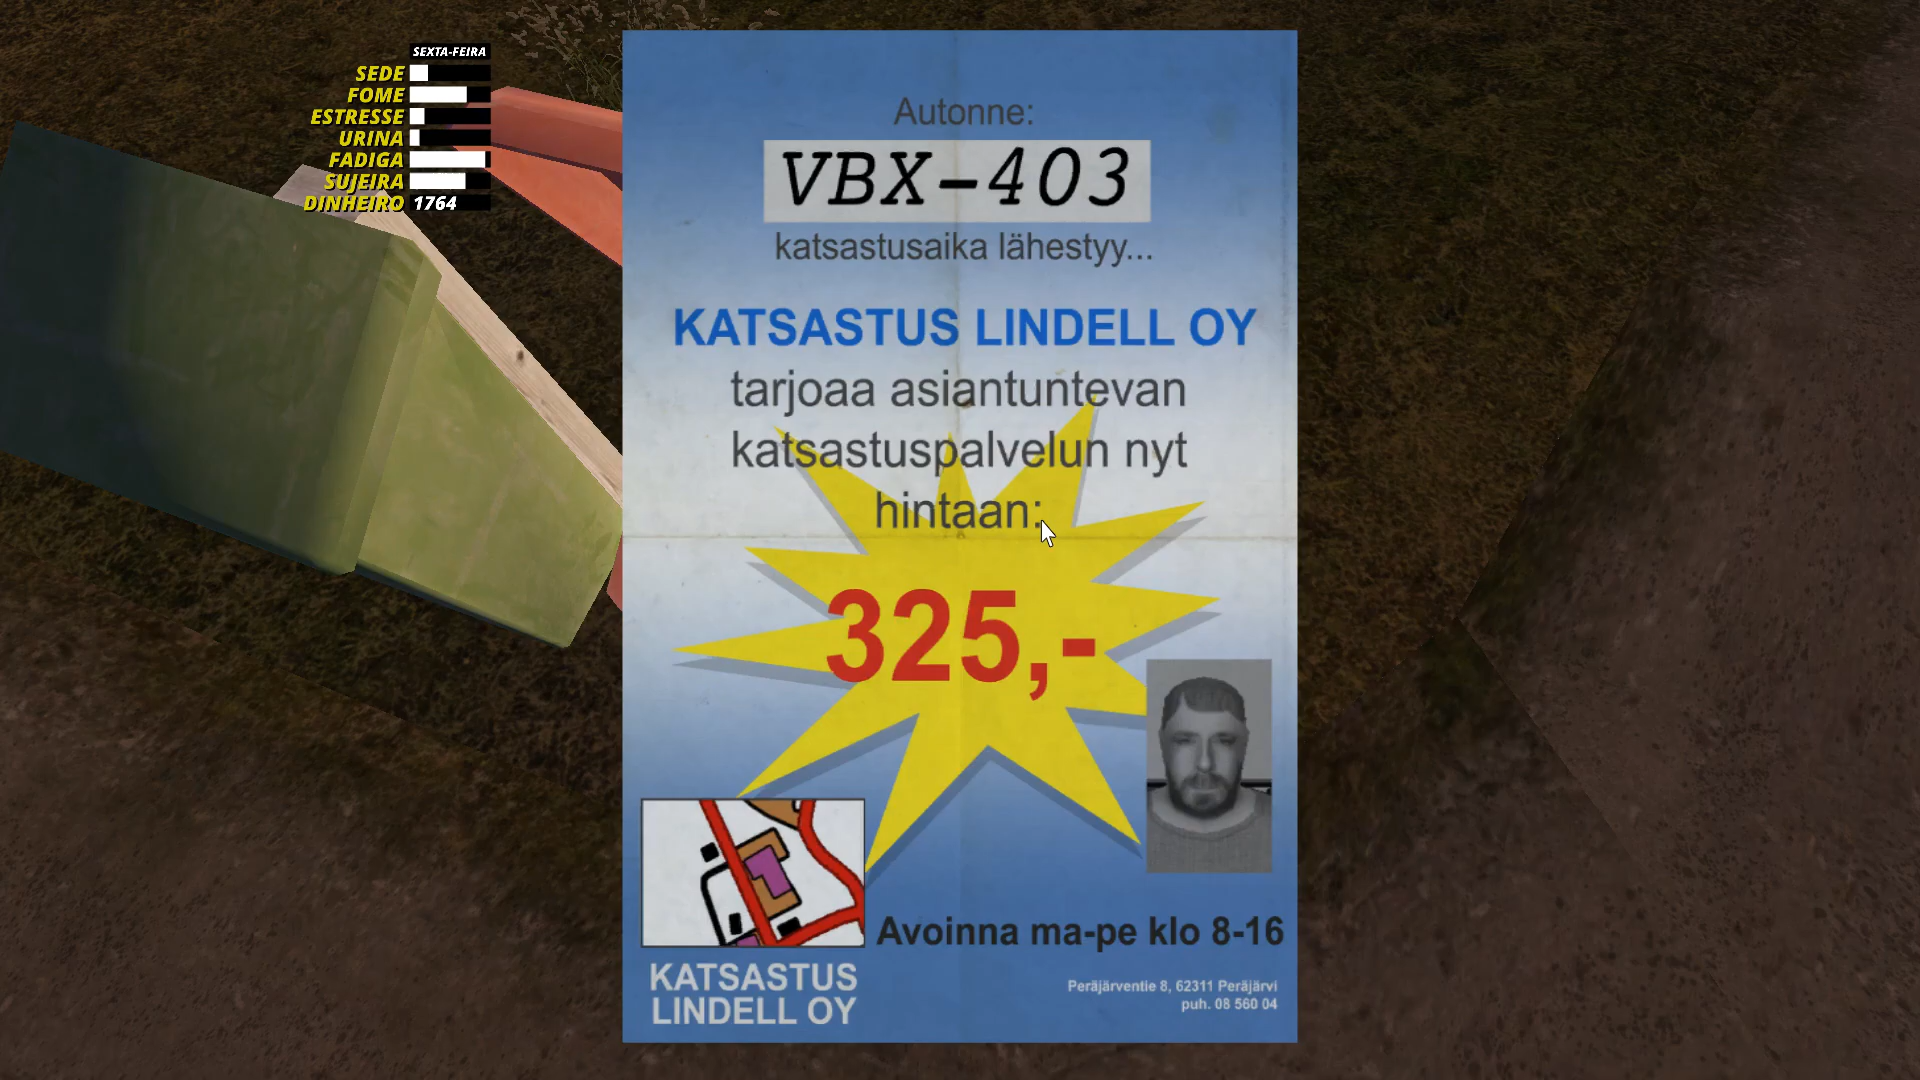 SEXTA-FEIRA
SEDE
FOME
ESTRESSE
URINA
FADIGA
SUJEIRA
DINHEIRO 1764
Autonne:
VBX-403
katsastusaika lähestyy...
KATSASTUS LINDELL OY
tarjoaa asiantuntevan
katsastuspalvelun nyt
hintaan:
325,-
Avoinna ma-pe klo 8-16
KATSASTUS
LINDELL OY
Peräjärventie 8, 62311 Peräjärvi
puh. 08 560 04